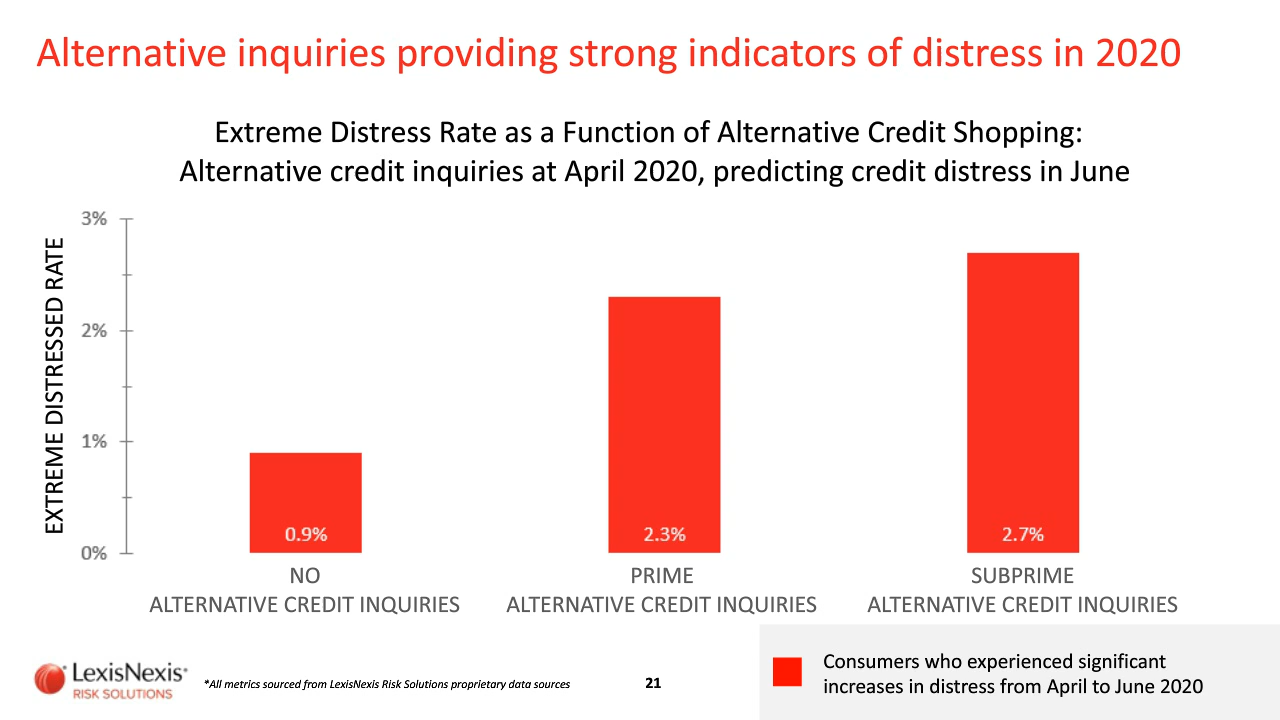 Alternative inquiries providing strong indicators of distress in 2020
Extreme Distress Rate as a Function of Alternative Credit Shopping:
Alternative credit inquiries at April 2020, predicting credit distress in June
EXTREME DISTRESSED RATE
3%
2%
1%
0%
0.9%
2.3%
2.7%
NO
ALTERNATIVE CREDIT INQUIRIES
PRIME
ALTERNATIVE CREDIT INQUIRIES
SUBPRIME
ALTERNATIVE CREDIT INQUIRIES
Consumers who experienced significant
increases in distress from April to June 2020
LexisNexis®
RISK SOLUTIONS
*All metrics sourced from LexisNexis Risk Solutions proprietary data sources
21